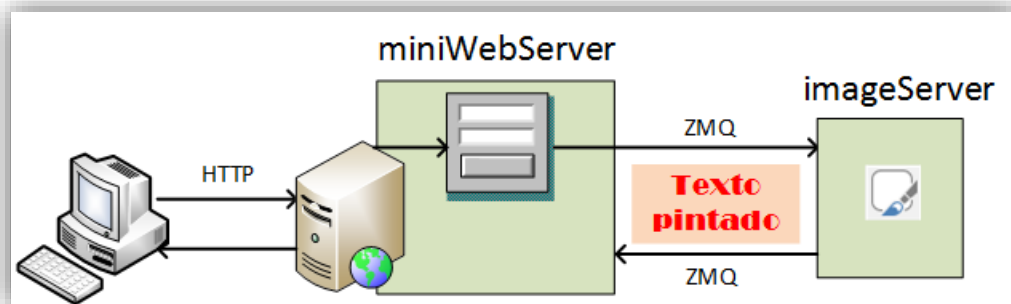 miniWebServer
imageServer
ZMQ
HTTP
Texto
pintado
ZMQ